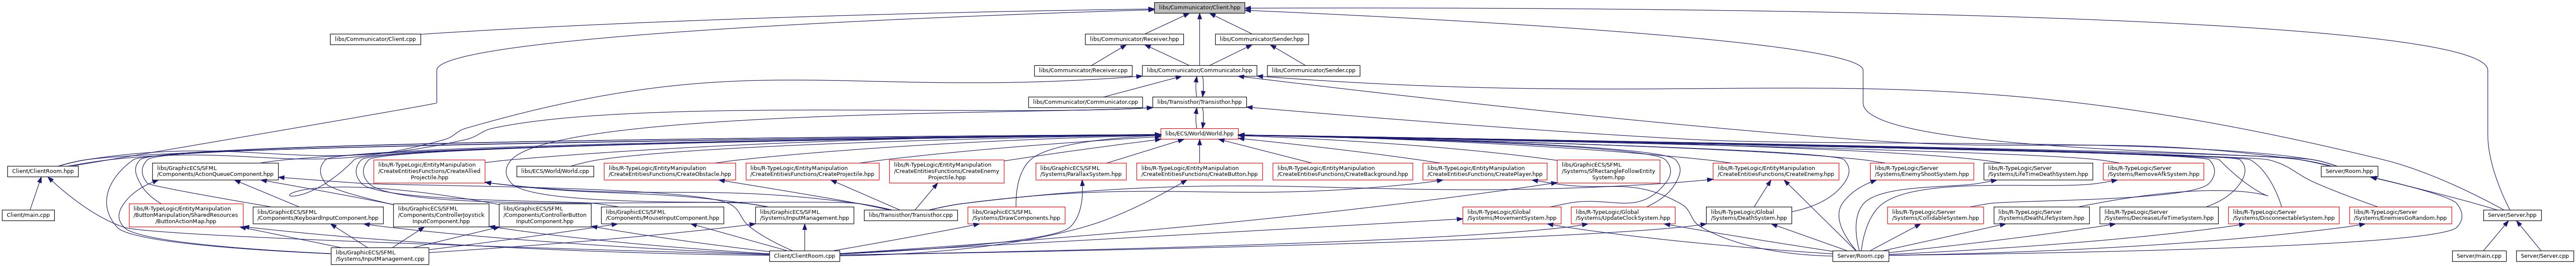 libs/Communicator/Client.hpp
libs/Communicator/Client.cpp
libs/Communicator/Receiver.hpp
libs/Communicator/Sender.hpp
libs/Communicator/Receiver.cpp
libs/Communicator/Communicator.hpp
libs/Communicator/Sender.cpp
libs/Communicator/Communicator.cpp
libs/Transisthor/Transisthor.hpp
libs/ECS/World/World.hpp
Client/ClientRoom.hpp
libs/GraphicECS/SFML
/Components/ActionQueueComponent.hpp
libs/R-TypeLogic/EntityManipulation
/CreateEntitiesFunctions/CreateAllied
Projectile.hpp
libs/ECS/World/World.cpp
libs/R-TypeLogic/EntityManipulation
/CreateEntitiesFunctions/CreateObstacle.hpp
libs/R-TypeLogic/EntityManipulation
/CreateEntitiesFunctions/CreateProjectile.hpp
libs/R-TypeLogic/EntityManipulation
/CreateEntitiesFunctions/CreateEnemy
Projectile.hpp
libs/GraphicECS/SFML
/Systems/ParallaxSystem.hpp
libs/R-TypeLogic/EntityManipulation
/CreateEntitiesFunctions/CreateButton.hpp
libs/R-TypeLogic/EntityManipulation
/CreateEntitiesFunctions/CreateBackground.hpp
libs/R-TypeLogic/EntityManipulation
/CreateEntitiesFunctions/CreatePlayer.hpp
libs/GraphicECS/SFML
/Systems/SfRectangleFollowEntity
System.hpp
libs/R-TypeLogic/EntityManipulation
/CreateEntitiesFunctions/CreateEnemy.hpp
libs/R-TypeLogic/Server
/Systems/EnemyShootSystem.hpp
libs/R-TypeLogic/Server
/Systems/LifeTimeDeathSystem.hpp
libs/R-TypeLogic/Server
/Systems/RemoveAfkSystem.hpp
Server/Room.hpp
Client/main.cpp
libs/R-TypeLogic/EntityManipulation
/ButtonManipulation/SharedResources
/ButtonActionMap.hpp
libs/GraphicECS/SFML
/Components/KeyboardInputComponent.hpp
libs/GraphicECS/SFML
/Components/ControllerJoystick
InputComponent.hpp
libs/GraphicECS/SFML
/Components/ControllerButton
InputComponent.hpp
libs/GraphicECS/SFML
/Components/MouseInputComponent.hpp
libs/GraphicECS/SFML
/Systems/InputManagement.hpp
libs/Transisthor/Transisthor.cpp
libs/GraphicECS/SFML
/Systems/DrawComponents.hpp
libs/R-TypeLogic/Global
/Systems/MovementSystem.hpp
libs/R-TypeLogic/Global
/Systems/UpdateClockSystem.hpp
libs/R-TypeLogic/Global
/Systems/DeathSystem.hpp
libs/R-TypeLogic/Server
/Systems/CollidableSystem.hpp
libs/R-TypeLogic/Server
/Systems/DeathLifeSystem.hpp
libs/R-TypeLogic/Server
/Systems/DecreaseLifeTimeSystem.hpp
libs/R-TypeLogic/Server
/Systems/DisconnectableSystem.hpp
libs/R-TypeLogic/Server
/Systems/EnemiesGoRandom.hpp
Server/Server.hpp
libs/GraphicECS/SFML
/Systems/InputManagement.cpp
Client/ClientRoom.cpp
Server/Room.cpp
Server/main.cpp
Server/Server.cpp